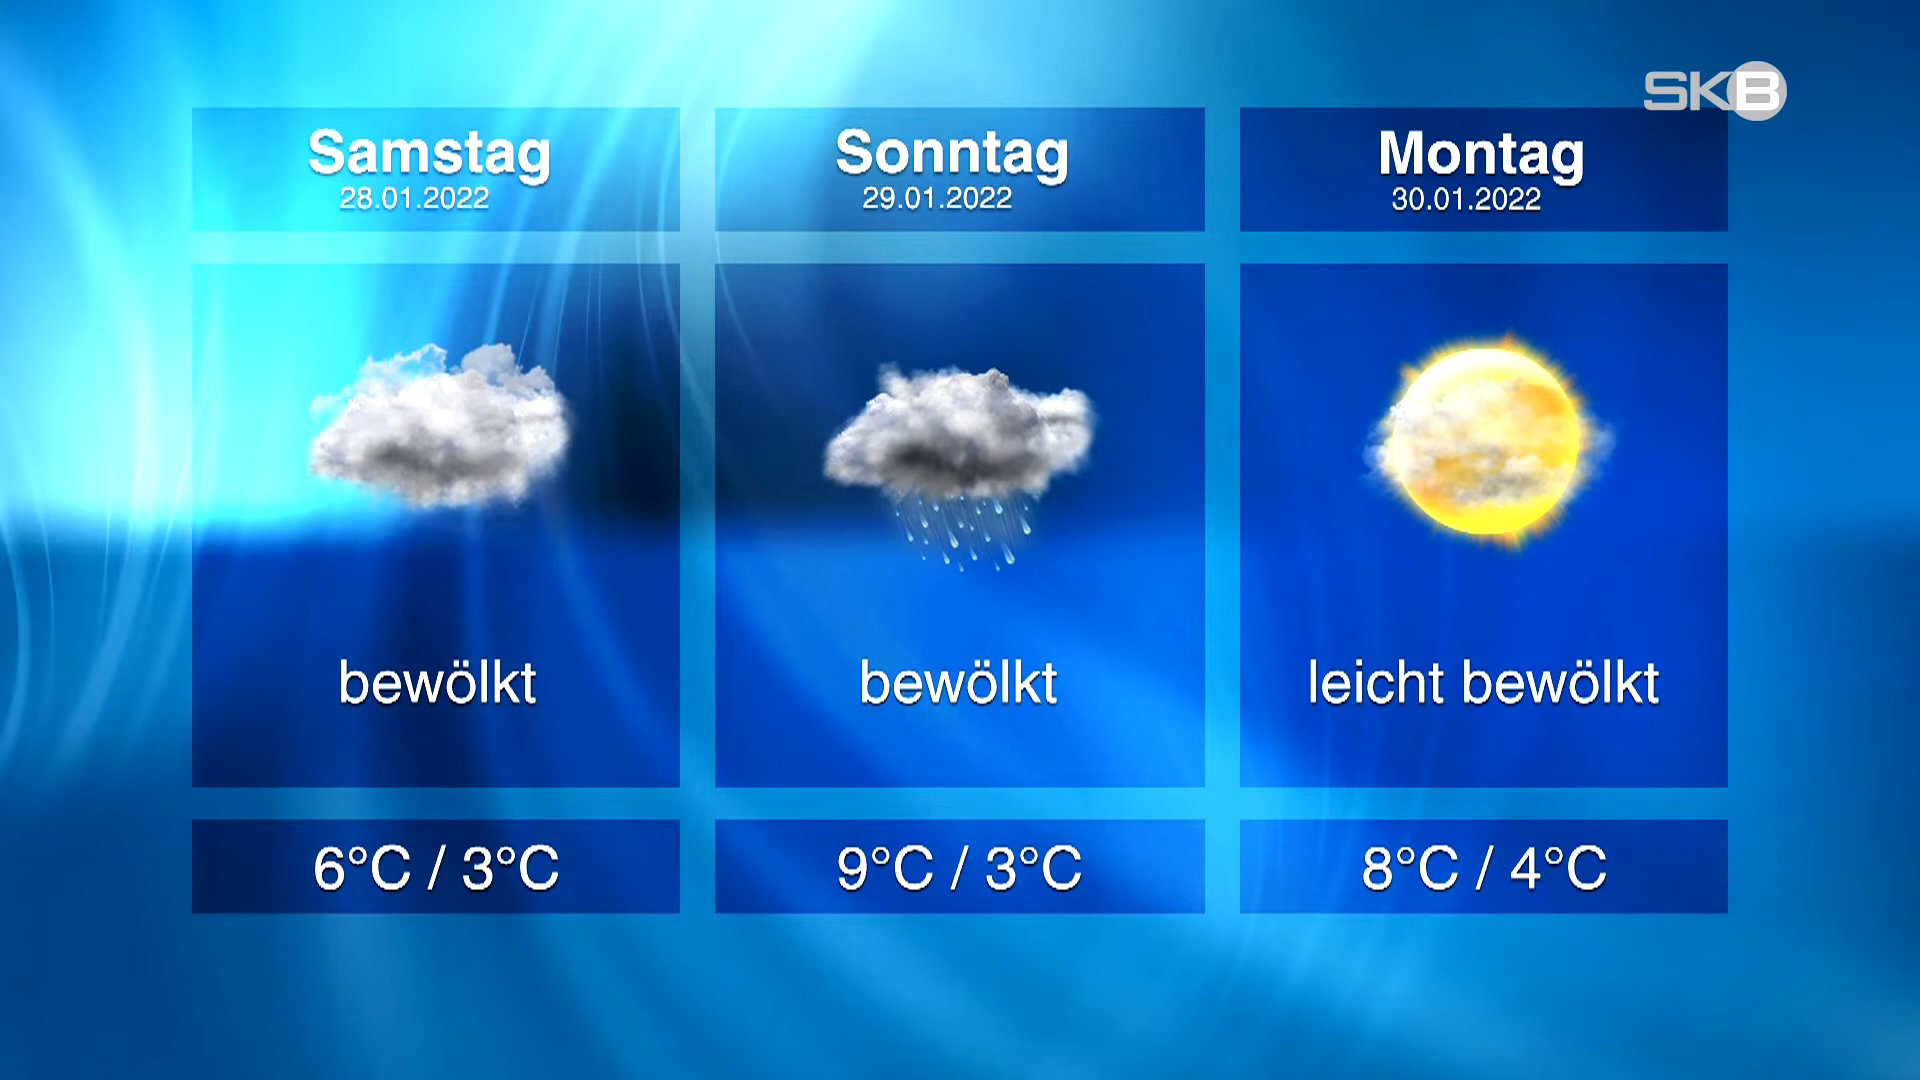 SKB
Samstag
28.01.2022
bewölkt
6°C / 3°C
Sonntag
29.01.2022
bewölkt
9°C / 3°C
Montag
30.01.2022
leicht bewölkt
8°C / 4°C